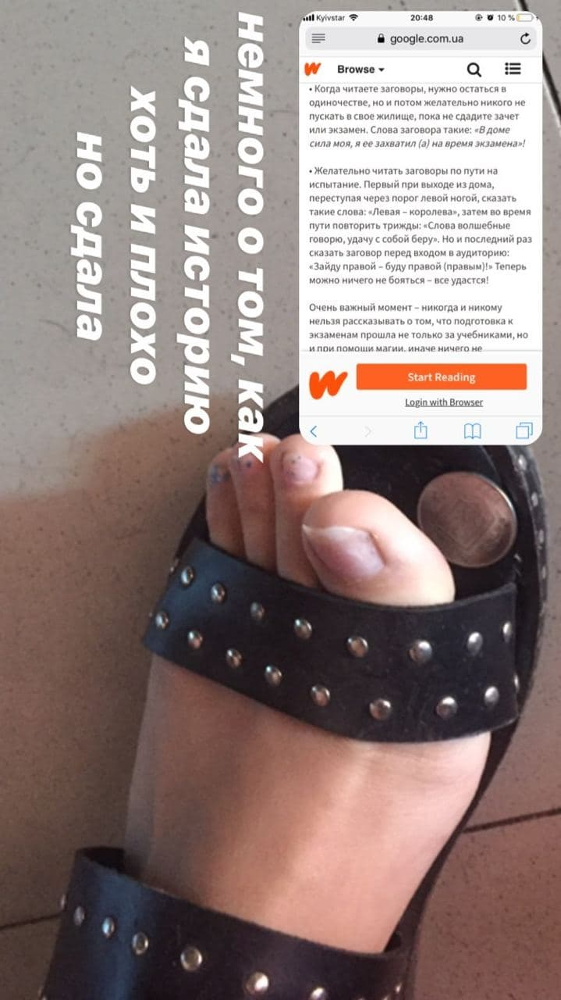 немного о том, как
я сдала историю
хоть и плохо
но сдала
Kyivstar 20:48 10 %
google.com.ua
Browse
• Когда читаете заговоры, нужно остаться в
одиночестве, но и потом желательно никого не
пускать в свое жилище, пока не сдадите зачет
или экзамен. Слова заговора такие: «В доме
сила моя, я ее захватил (а) на время экзамена»!
• Желательно читать заговоры по пути на
испытание. Первый при выходе из дома,
переступая через порог левой ногой, сказать
такие слова: «Левая – королева», затем во время
пути повторить трижды: «Слова волшебные
говорю, удачу с собой беру». Но и последний раз
сказать заговор перед входом в аудиторию:
«Зайду правой – буду правой (правым)!» Теперь
можно ничего не бояться – все удастся!
Очень важный момент – никогда и никому
нельзя рассказывать о том, что подготовка к
экзаменам прошла не только за учебниками, но
и при помощи магии, иначе ничего не
Start Reading
Login with Browser